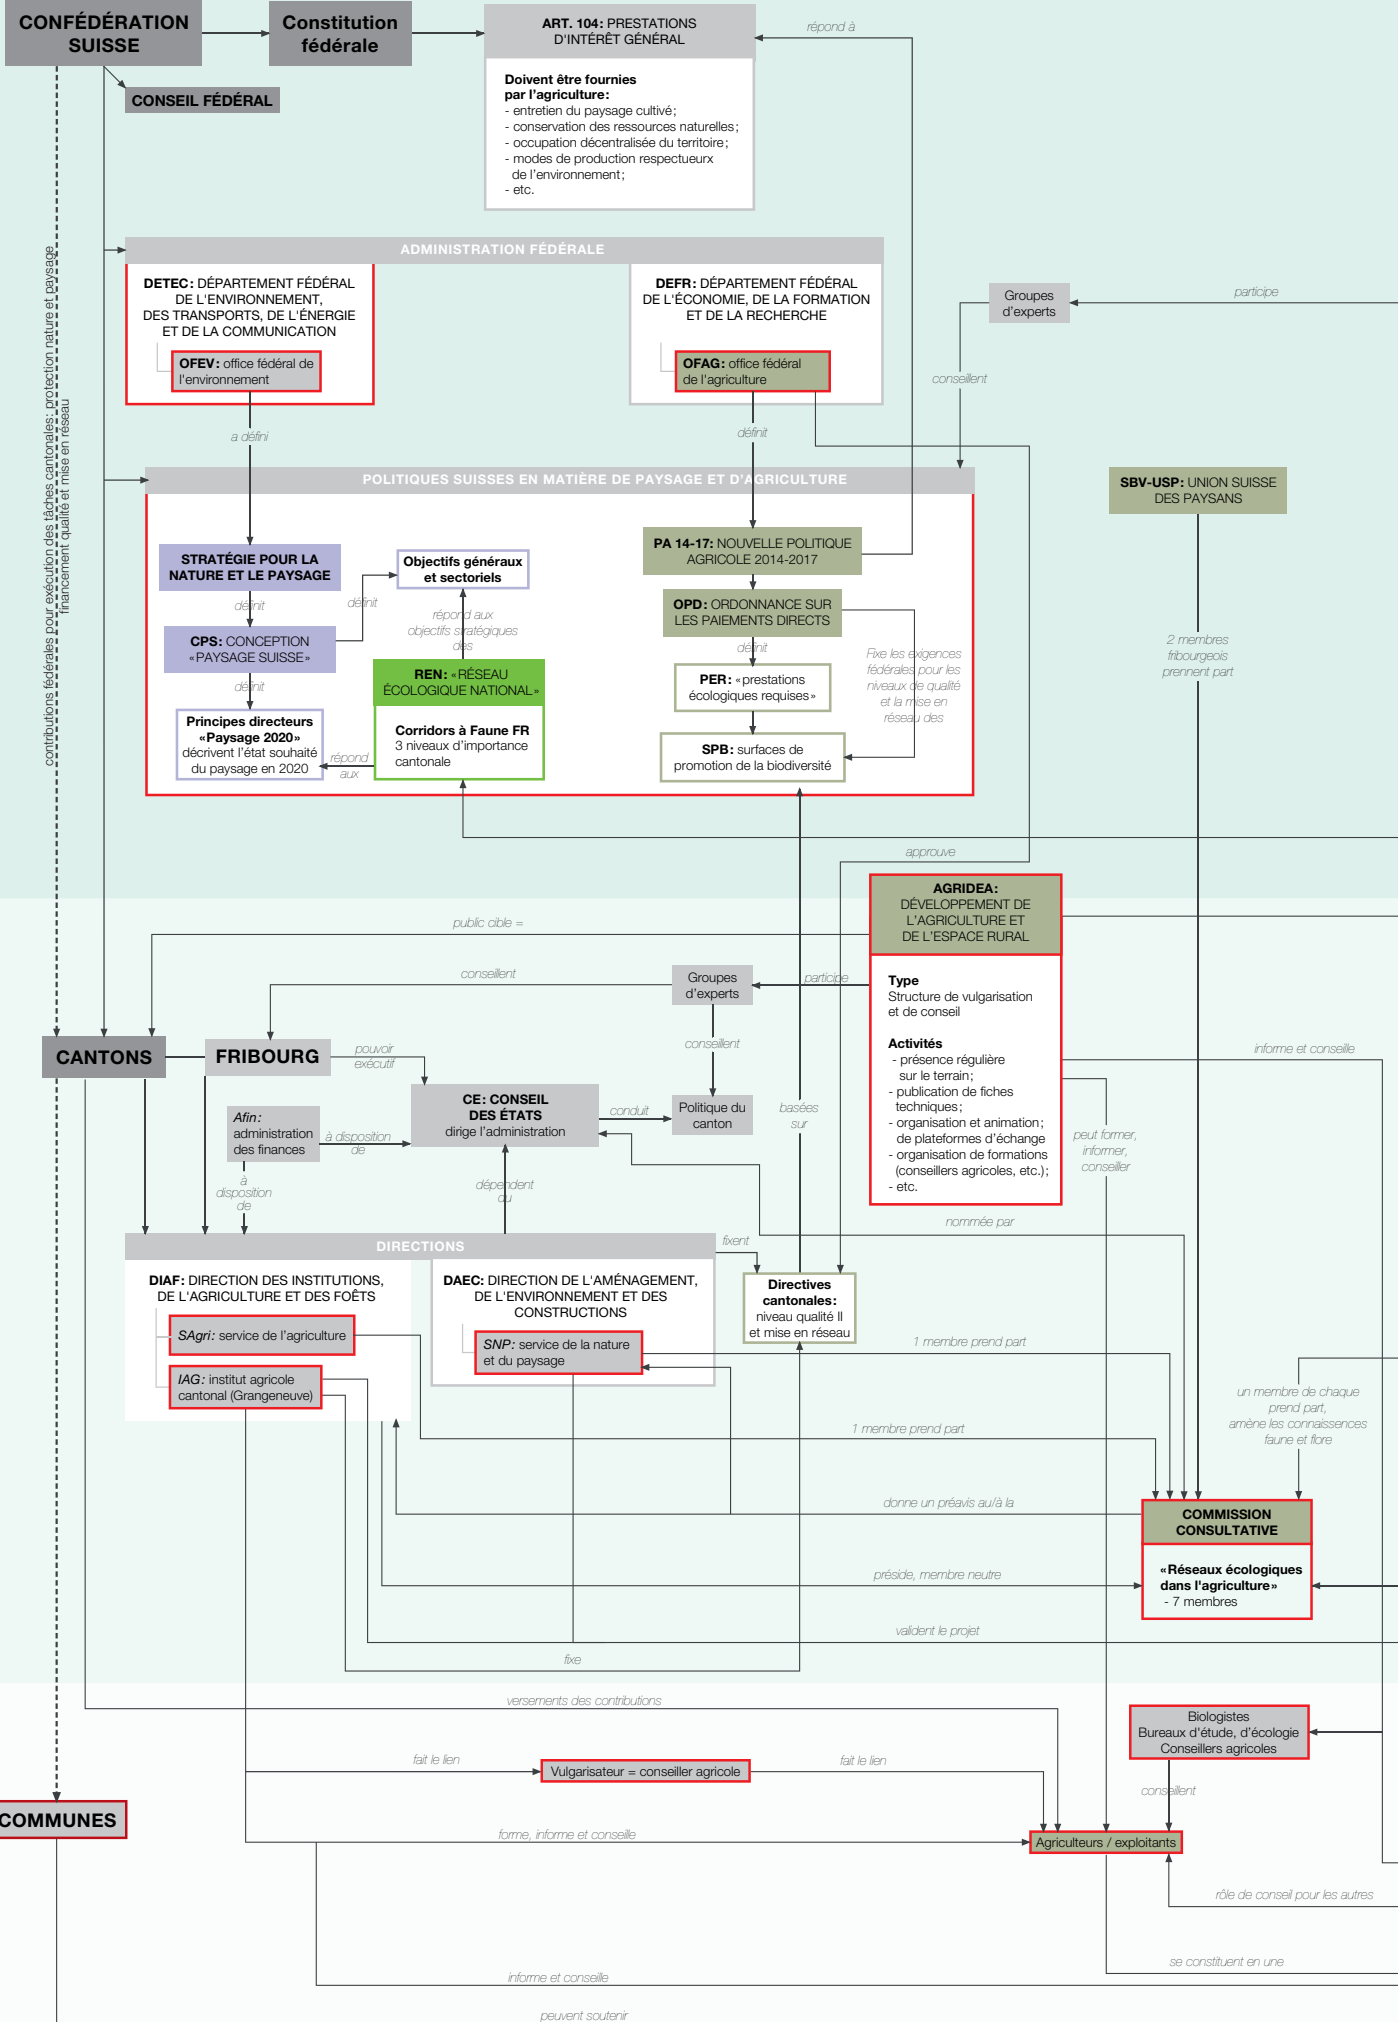 CONFÉDÉRATION
SUISSE
Constitution
fédérale
ART. 104: PRESTATIONS
D'INTÉRÊT GÉNÉRAL
répond à
Doivent être fournies
par l'agriculture:
- entretien du paysage cultivé;
- conservation des ressources naturelles;
- occupation décentralisée du territoire;
- modes de production respectueurx
de l'environnement;
- etc.
CONSEIL FÉDÉRAL
contributions fédérales pour exécution des tâches cantonales: protection nature et paysage
financement qualité et mise en réseau
ADMINISTRATION FÉDÉRALE
DETEC: DÉPARTEMENT FÉDÉRAL
DE L'ENVIRONNEMENT,
DES TRANSPORTS, DE L'ÉNERGIE
ET DE LA COMMUNICATION
OFEV: office fédéral de
l'environnement
DEFR: DÉPARTEMENT FÉDÉRAL
DE L'ÉCONOMIE, DE LA FORMATION
ET DE LA RECHERCHE
OFAG: office fédéral
de l'agriculture
Groupes
d'experts
participe
conseillent
a défini
définit
POLITIQUES SUISSES EN MATIÈRE DE PAYSAGE ET D'AGRICULTURE
SBV-USP: UNION SUISSE
DES PAYSANS
STRATÉGIE POUR LA
NATURE ET LE PAYSAGE
définit
définit
Objectifs généraux
et sectoriels
répond aux
objectifs stratégiques
des
CPS: CONCEPTION
«PAYSAGE SUISSE»
définit
REN: «RÉSEAU
ÉCOLOGIQUE NATIONAL»
Corridors à Faune FR
3 niveaux d'importance
cantonale
Principes directeurs
«Paysage 2020»
décrivent l'état souhaité
du paysage en 2020
répond
aux
PA 14-17: NOUVELLE POLITIQUE
AGRICOLE 2014-2017
OPD: ORDONNANCE SUR
LES PAIEMENTS DIRECTS
définit
PER: «prestations
écologiques requises»
SPB: surfaces de
promotion de la biodiversité
Fixe les exigences
fédérales pour les
niveaux de qualité
et la mise en
réseau des
2 membres
fribourgeois
prennent part
approuve
public cible =
AGRIDEA:
DÉVELOPPEMENT DE
L'AGRICULTURE ET
DE L'ESPACE RURAL
Type
Structure de vulgarisation
et de conseil
Activités
- présence régulière
sur le terrain;
- publication de fiches
techniques;
- organisation et animation;
de plateformes d'échange
- organisation de formations
(conseillers agricoles, etc.);
- etc.
conseillent
Groupes
d'experts
participe
conseillent
CANTONS
FRIBOURG
pouvoir
exécutif
CE: CONSEIL
DES ÉTATS
dirige l'administration
conduit
Politique du
canton
basées
sur
informe et conseille
peut former,
informer,
conseiller
Afin:
administration
des finances
à disposition
de
à
disposition
de
dépendent
du
nommée par
DIRECTIONS
fixent
DIAF: DIRECTION DES INSTITUTIONS,
DE L'AGRICULTURE ET DES FOÊTS
SAgri: service de l'agriculture
IAG: institut agricole
cantonal (Grangeneuve)
DAEC: DIRECTION DE L'AMÉNAGEMENT,
DE L'ENVIRONNEMENT ET DES
CONSTRUCTIONS
SNP: service de la nature
et du paysage
Directives
cantonales:
niveau qualité II
et mise en réseau
1 membre prend part
un membre de chaque
prend part,
amène les connaissances
faune et flore
1 membre prend part
donne un préavis au/à la
COMMISSION
CONSULTATIVE
«Réseaux écologiques
dans l'agriculture»
- 7 membres
préside, membre neutre
valident le projet
fixe
versements des contributions
Biologistes
Bureaux d'étude, d'écologie
Conseillers agricoles
fait le lien
Vulgarisateur = conseiller agricole
fait le lien
conseillent
COMMUNES
forme, informe et conseille
Agriculteurs / exploitants
rôle de conseil pour les autres
se constituent en une
informe et conseille
peuvent soutenir